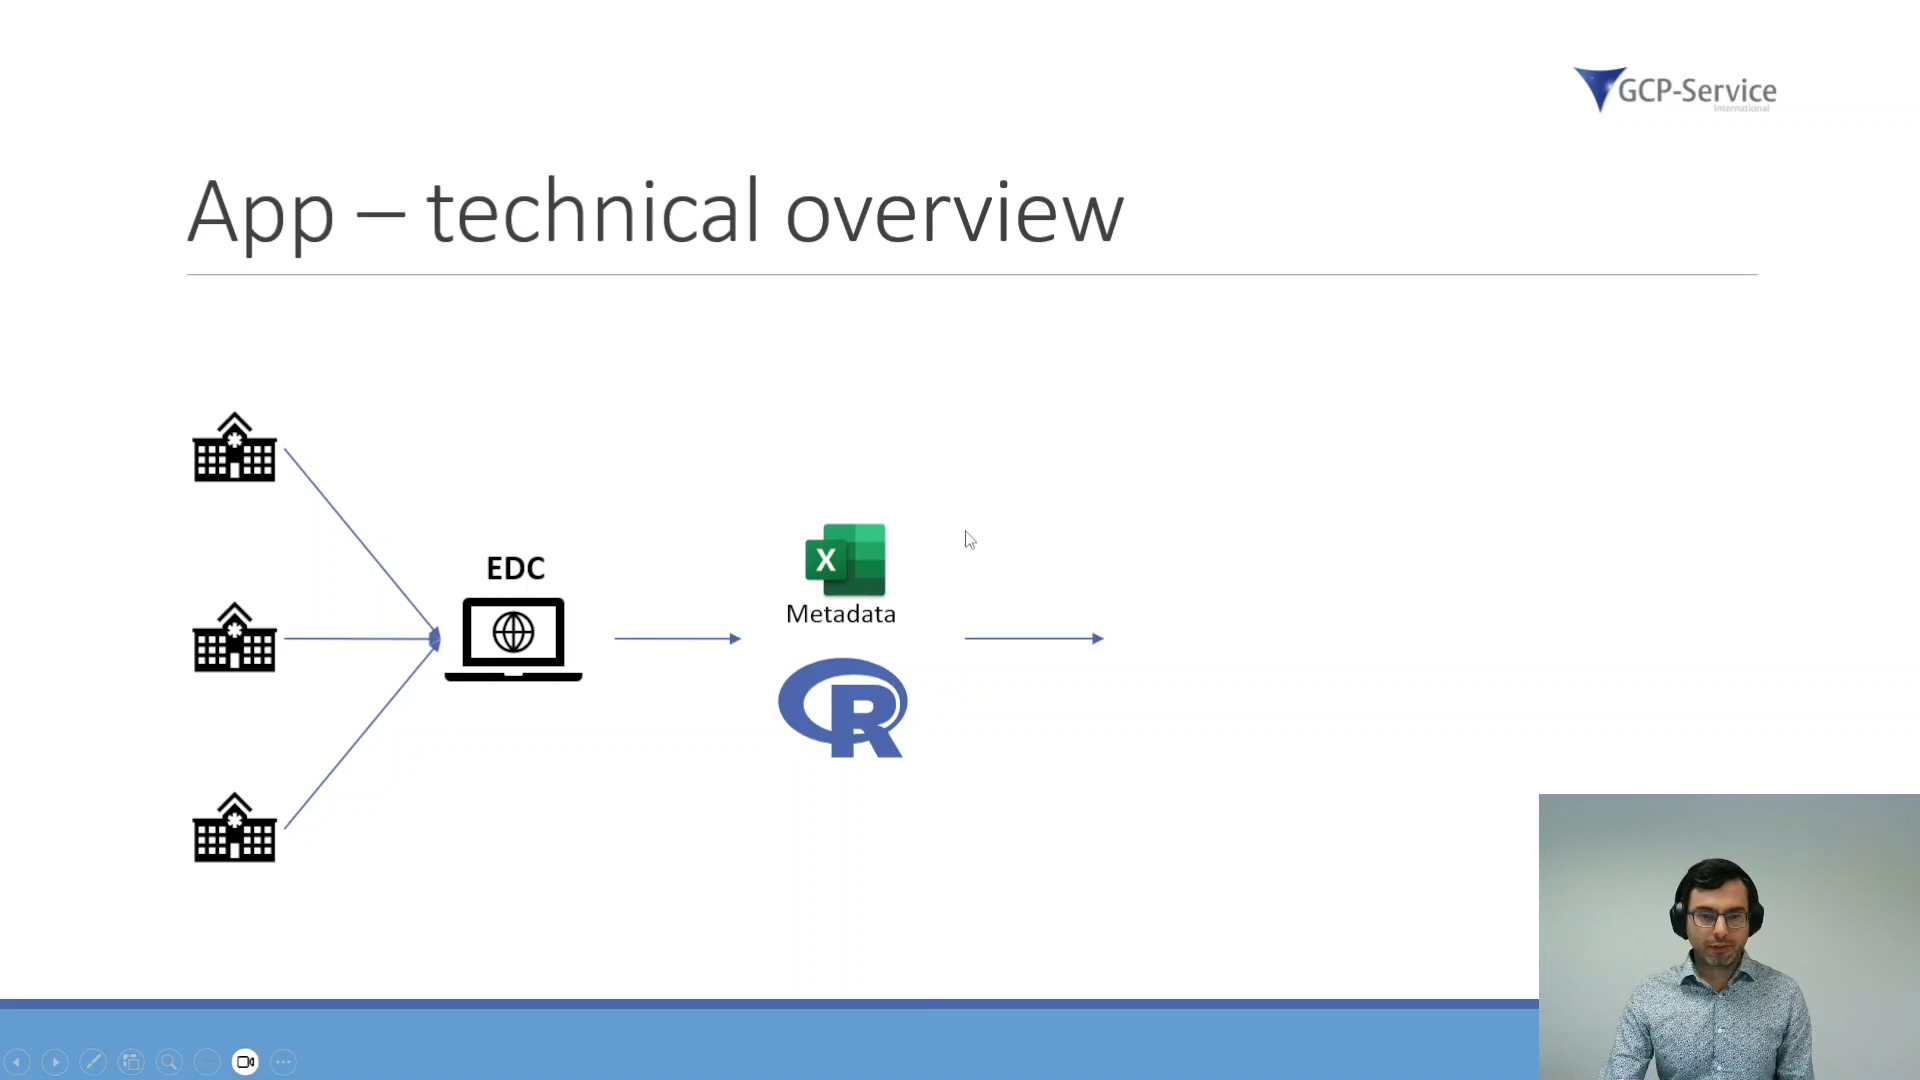 GCP-Service
International
App – technical overview
EDC
X
Metadata
R